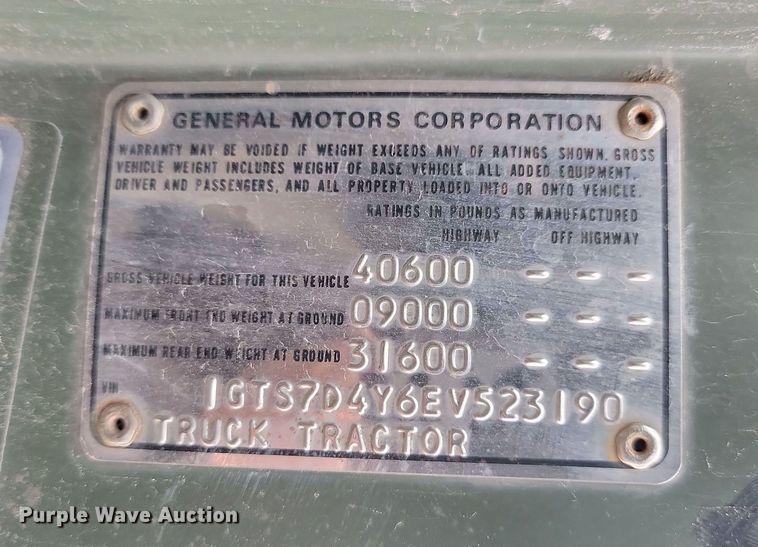 GENERAL MOTORS CORPORATION
WARRANTY MAY BE VOIDED IF WEIGHT EXCEEDS ANY OF RATINGS SHOWN. GROSS
VEHICLE WEIGHT INCLUDES WEIGHT OF BASE VEHICLE, ALL ADDED EQUIPMENT,
DRIVER AND PASSENGERS, AND ALL PROPERTY LOADED INTO OR ONTO VEHICLE.
RATINGS IN POUNDS AS MANUFACTURED
HIGHWAY OFF HIGHWAY
GROSS VEHICLE WEIGHT FOR THIS VEHICLE 40600 - - -
MAXIMUM FRONT END WEIGHT AT GROUND 09000 - - -
MAXIMUM REAR END WEIGHT AT GROUND 31600 - - -
VIN 1GTS7D4Y6EV523190
TRUCK TRACTOR
Purple Wave Auction